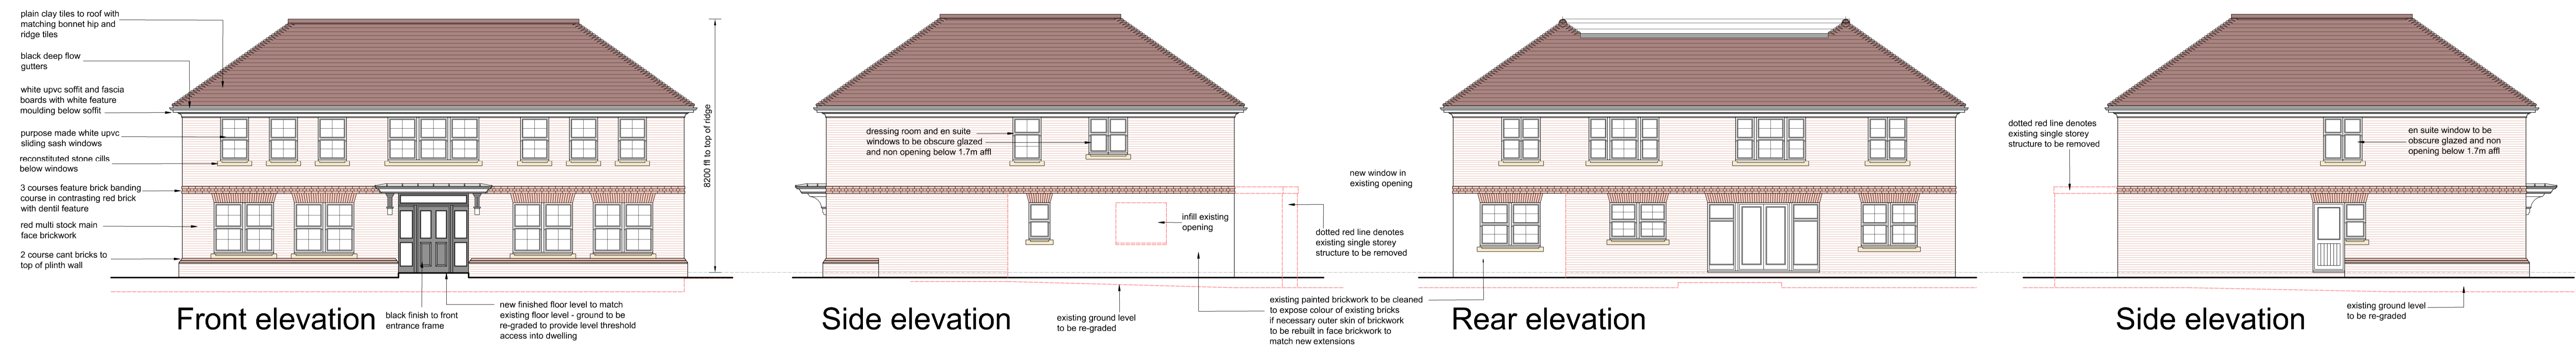 plain clay tiles to roof with
matching bonnet hip and
ridge tiles
black deep flow
gutters
white upvc soffit and fascia
boards with white feature
moulding below soffit
purpose made white upvc
sliding sash windows
reconstituted stone cills
below windows
3 courses feature brick banding
course in contrasting red brick
with dentil feature
red multi stock main
face brickwork
2 course cant bricks to
top of plinth wall
8200 ffl to top of ridge
Front elevation
black finish to front
entrance frame
new finished floor level to match
existing floor level - ground to be
re-graded to provide level threshold
access into dwelling
dressing room and en suite
windows to be obscure glazed
and non opening below 1.7m affl
infill existing
opening
Side elevation
existing ground level
to be re-graded
dotted red line denotes
existing single storey
structure to be removed
existing painted brickwork to be cleaned
to expose colour of existing bricks
if necessary outer skin of brickwork
to be rebuilt in face brickwork to
match new extensions
new window in
existing opening
Rear elevation
dotted red line denotes
existing single storey
structure to be removed
en suite window to be
obscure glazed and non
opening below 1.7m affl
Side elevation
existing ground level
to be re-graded